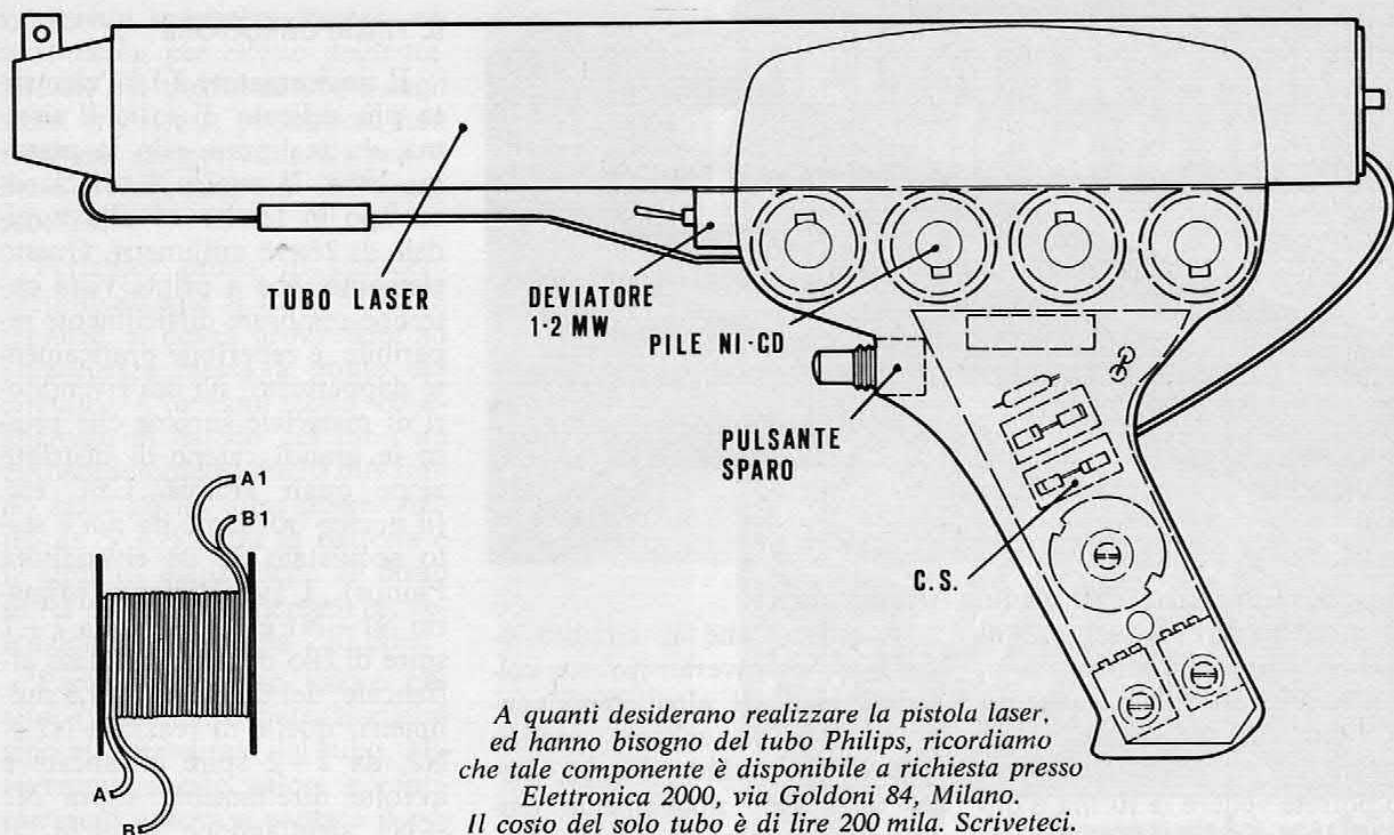 TUBO LASER
DEVIATORE
1·2 MW
PILE NI·CD
PULSANTE
SPARO
C.S.
A1
B1
A
B
A quanti desiderano realizzare la pistola laser,
ed hanno bisogno del tubo Philips, ricordiamo
che tale componente è disponibile a richiesta presso
Elettronica 2000, via Goldoni 84, Milano.
Il costo del solo tubo è di lire 200 mila. Scriveteci.